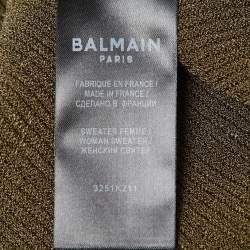 BALMAIN
PARIS
FABRIQUE EN FRANCE /
MADE IN FRANCE /
СДЕЛАНО В ФРАНЦИИ
SWEATER FEMME /
WOMAN SWEATER /
ЖЕНСКИЙ СВИТЕР
3251KZ11